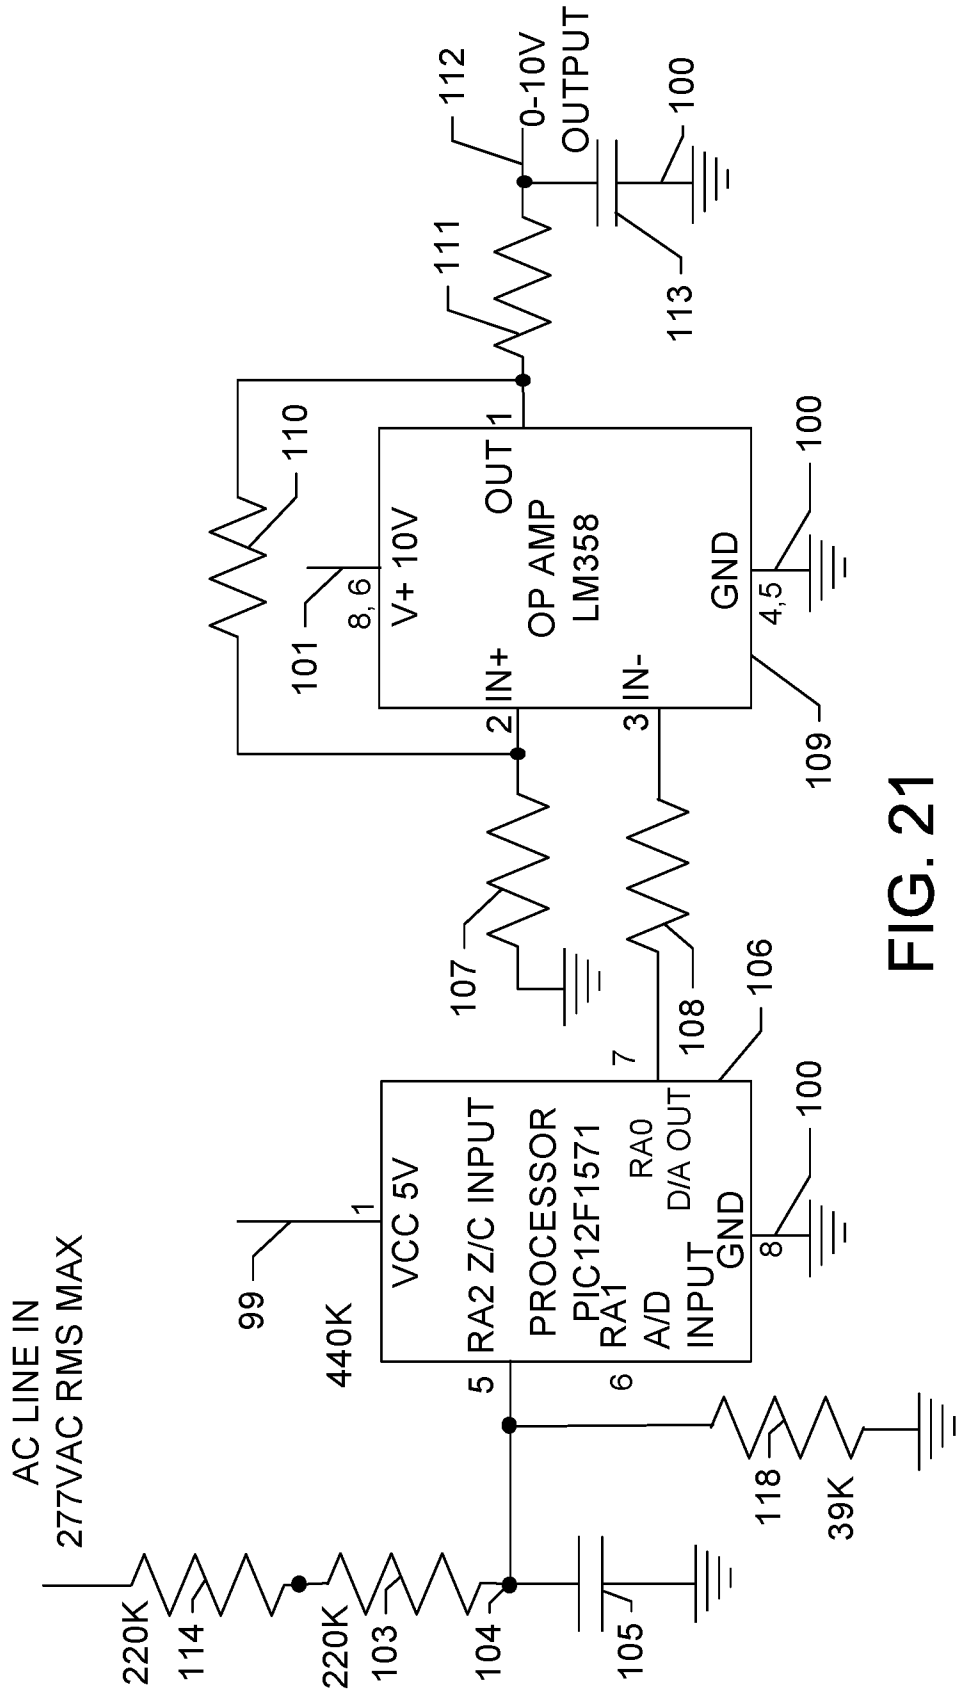 AC LINE IN
277VAC RMS MAX
220K
114
220K
103
104
105
440K
99
1
VCC 5V
5
RA2 Z/C INPUT
PROCESSOR
PIC12F1571
RA1
A/D
INPUT
6
RA0
D/A OUT
7
GND
8
100
106
118
39K
107
108
110
101
8, 6
V+ 10V
2
IN+
3
IN-
OP AMP
LM358
OUT
1
GND
4,5
100
109
111
112
0-10V
OUTPUT
113
100
FIG. 21